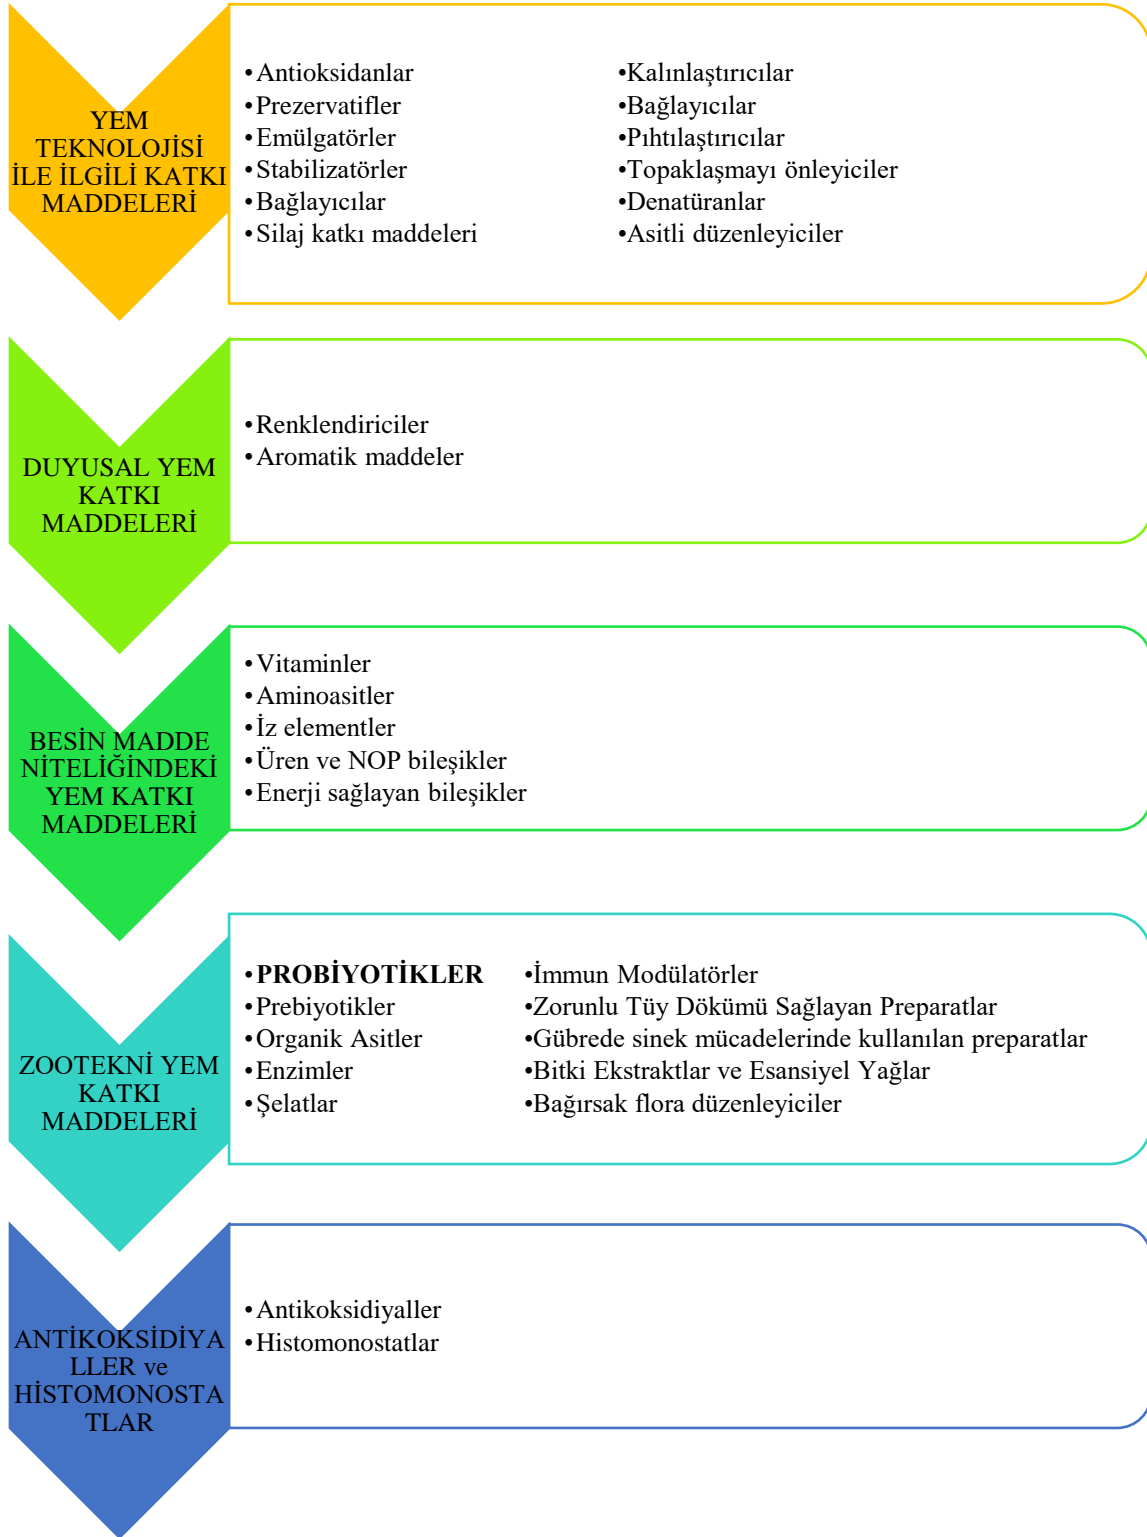 YEM
TEKNOLOJİSİ
İLE İLGİLİ KATKI
MADDELERİ
•Antioksidanlar
•Prezervatifler
•Emülgatörler
•Stabilizatörler
•Bağlayıcılar
•Silaj katkı maddeleri
•Kalınlaştırıcılar
•Bağlayıcılar
•Pıhtılaştırıcılar
•Topaklaşmayı önleyiciler
•Denatüranlar
•Asitli düzenleyiciler
DUYUSAL YEM
KATKI
MADDELERİ
•Renklendiriciler
•Aromatik maddeler
BESİN MADDE
NİTELİĞİNDEKİ
YEM KATKI
MADDELERİ
•Vitaminler
•Aminoasitler
•İz elementler
•Üren ve NOP bileşikler
•Enerji sağlayan bileşikler
ZOOTEKNİ YEM
KATKI
MADDELERİ
•PROBİYOTİKLER
•Prebiyotikler
•Organik Asitler
•Enzimler
•Şelatlar
•İmmun Modülatörler
•Zorunlu Tüy Dökümü Sağlayan Preparatlar
•Gübrede sinek mücadelerinde kullanılan preparatlar
•Bitki Ekstraktlar ve Esansiyel Yağlar
•Bağırsak flora düzenleyiciler
ANTİKOKSİDİYA
LLER ve
HİSTOMONOSTA
TLAR
•Antikoksidiyaller
•Histomonostatlar